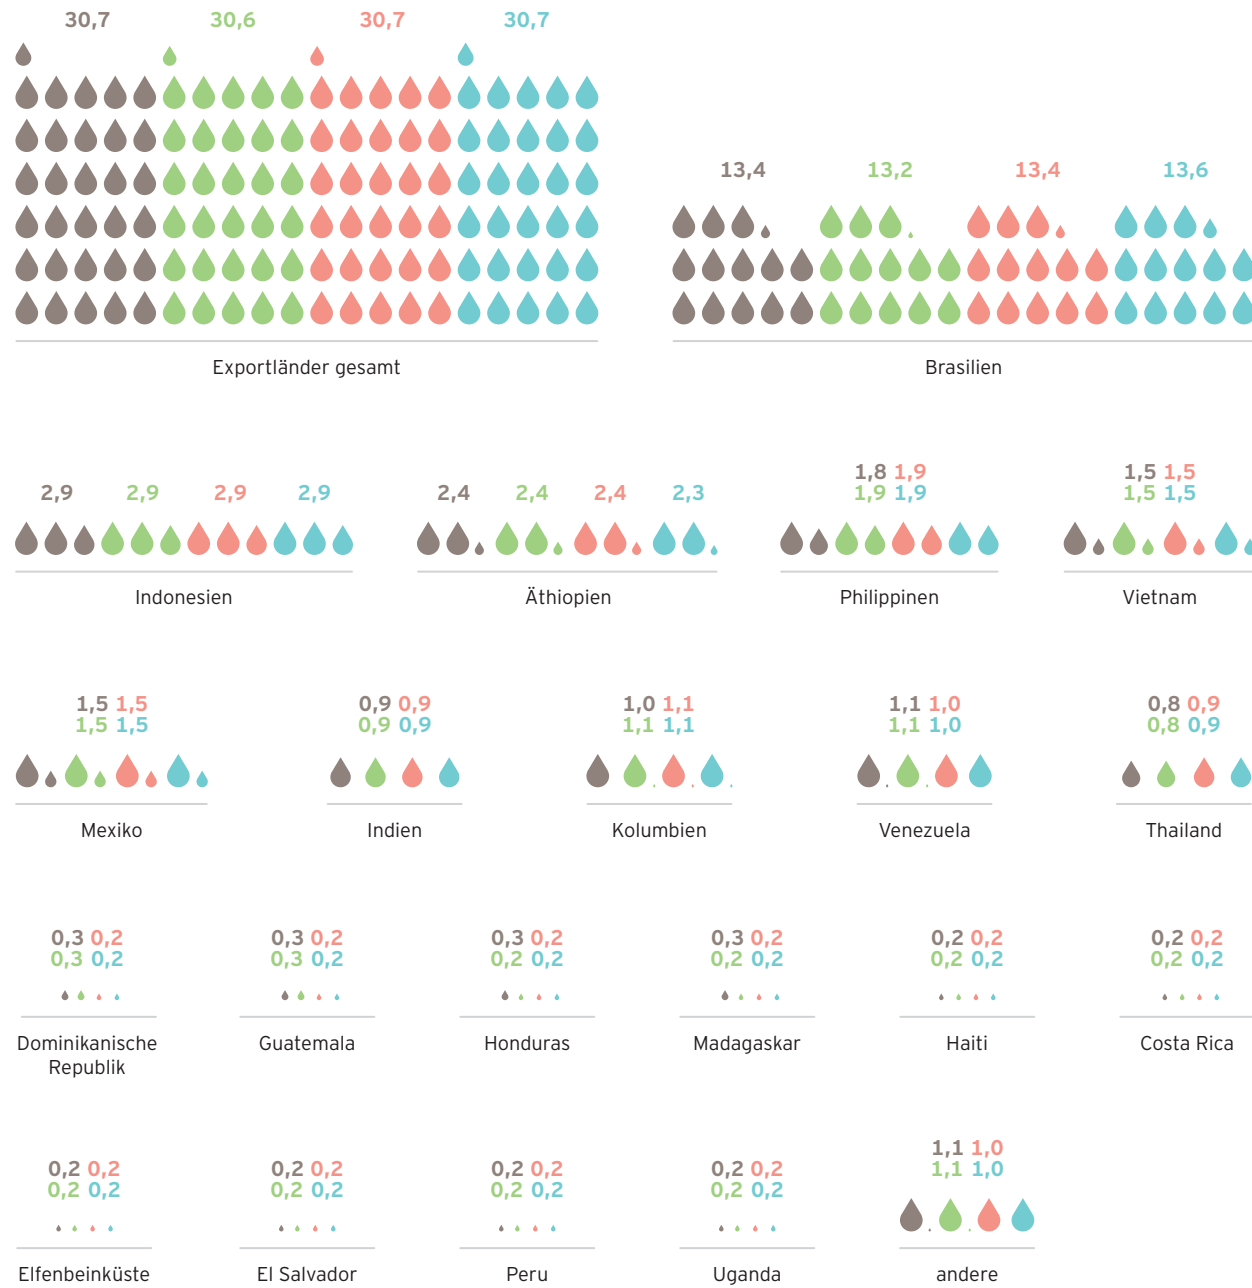 30,7 30,6 30,7 30,7
Exportländer gesamt
13,4 13,2 13,4 13,6
Brasilien
2,9 2,9 2,9 2,9
Indonesien
2,4 2,4 2,4 2,3
Äthiopien
1,8 1,9
1,9 1,9
Philippinen
1,5 1,5
1,5 1,5
Vietnam
1,5 1,5
1,5 1,5
Mexiko
0,9 0,9
0,9 0,9
Indien
1,0 1,1
1,1 1,1
Kolumbien
1,1 1,0
1,1 1,0
Venezuela
0,8 0,9
0,8 0,9
Thailand
0,3 0,2
0,3 0,2
Dominikanische
Republik
0,3 0,2
0,3 0,2
Guatemala
0,3 0,2
0,2 0,2
Honduras
0,3 0,2
0,2 0,2
Madagaskar
0,2 0,2
0,2 0,2
Haiti
0,2 0,2
0,2 0,2
Costa Rica
0,2 0,2
0,2 0,2
Elfenbeinküste
0,2 0,2
0,2 0,2
El Salvador
0,2 0,2
0,2 0,2
Peru
0,2 0,2
0,2 0,2
Uganda
1,1 1,0
1,1 1,0
andere